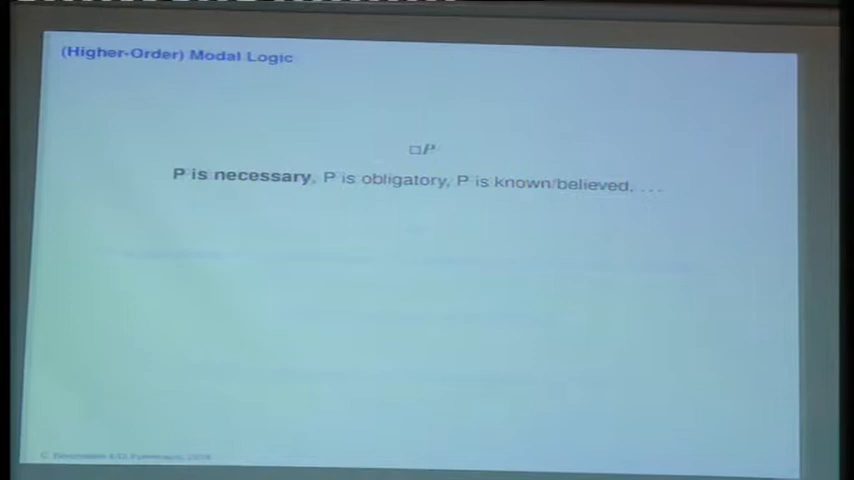 (Higher-Order) Modal Logic
□P
P is necessary, P is obligatory, P is known/believed, ...